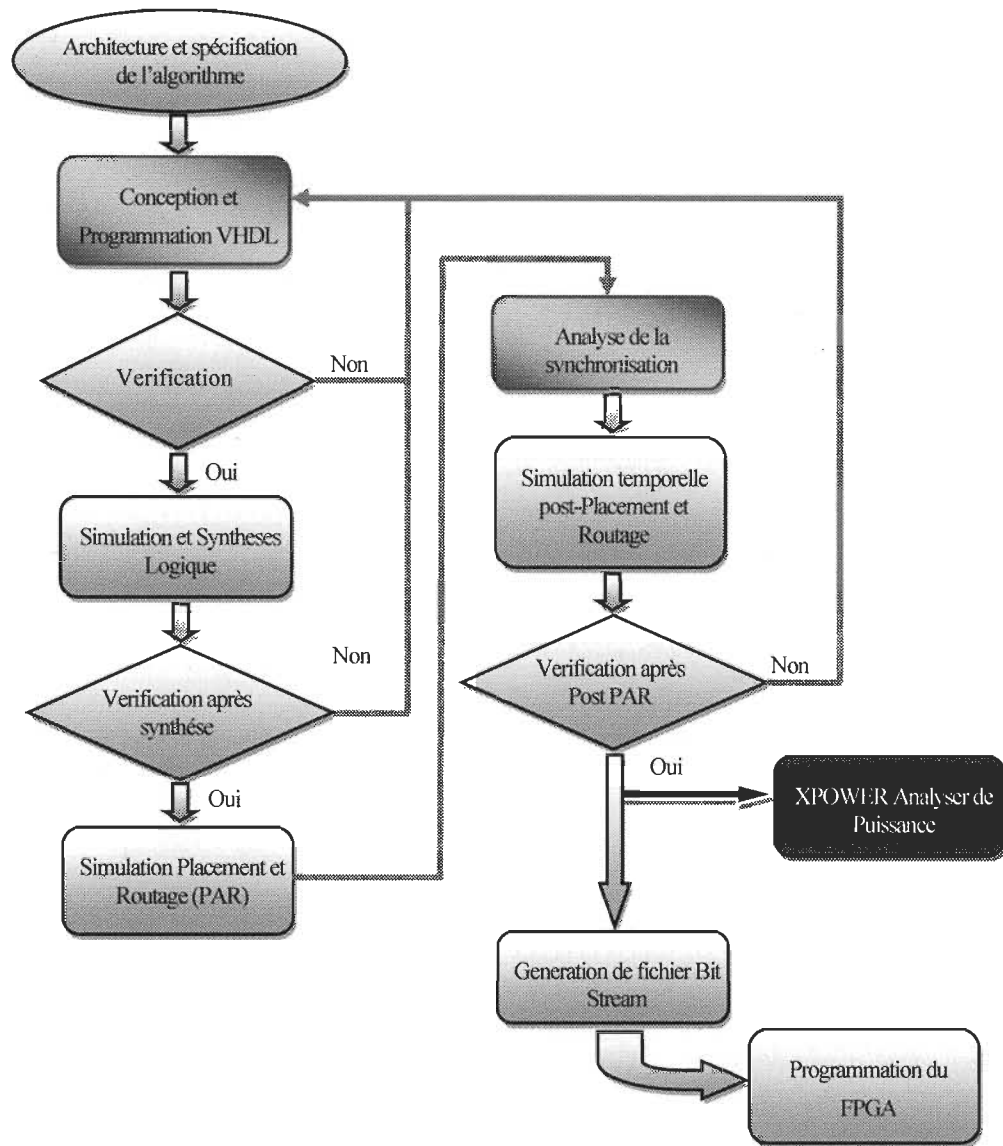 Architecture et spécification
de l'algorithme
Conception et
Programmation VHDL
Verification
Non
Oui
Simulation et Syntheses
Logique
Verification après
synthése
Non
Oui
Simulation Placement et
Routage (PAR)
Analyse de la
synchronisation
Simulation temporelle
post-Placement et
Routage
Verification après
Post PAR
Non
Oui
XPOWER Analyser de
Puissance
Generation de fichier Bit
Stream
Programmation du
FPGA